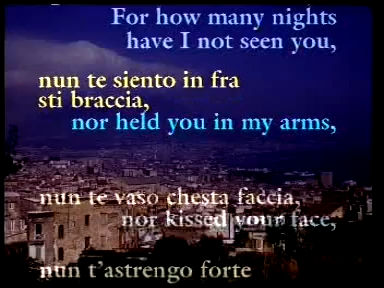 For how many nights
have I not seen you,
nun te siento in fra
sti braccia,
nor held you in my arms,
nun te vaso chesta faccia,
nor kissed your face,
nun t'astrengo forte